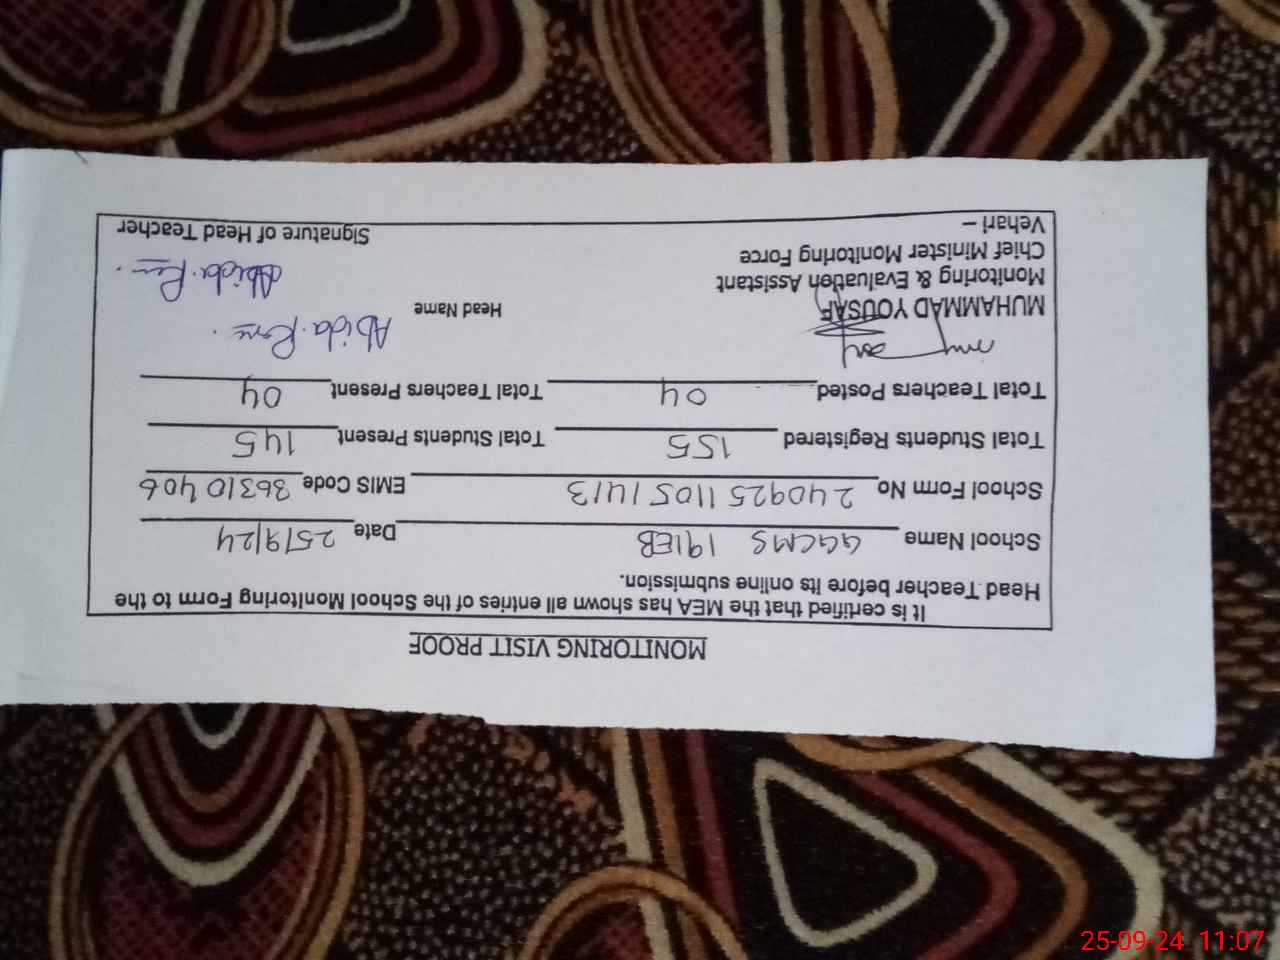 MONITORING VISIT PROOF
It is certified that the MEA has shown all entries of the School Monitoring Form to the
Head Teacher before its online submission.
School Name GGCMS 191EB Date 25/9/24
School Form No. 2409251105 1413 EMIS Code 36310406
Total Students Registered 155 Total Students Present 145
Total Teachers Posted 04 Total Teachers Present 04
MUHAMMAD YOUSAF Head Name Abida
Monitoring & Evaluation Assistant Abida
Chief Minister Monitoring Force
Vehari – Signature of Head Teacher
25-09-24 11:07